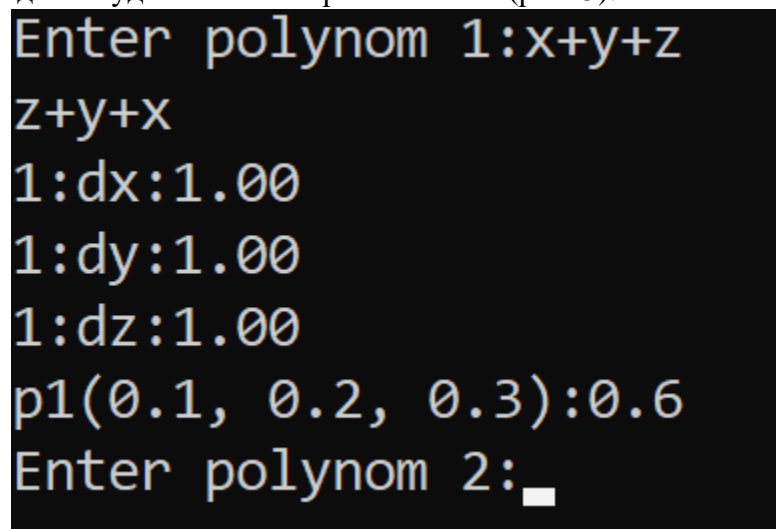 Enter polynom 1:x+y+z
z+y+x
1:dx:1.00
1:dy:1.00
1:dz:1.00
p1(0.1, 0.2, 0.3):0.6
Enter polynom 2: